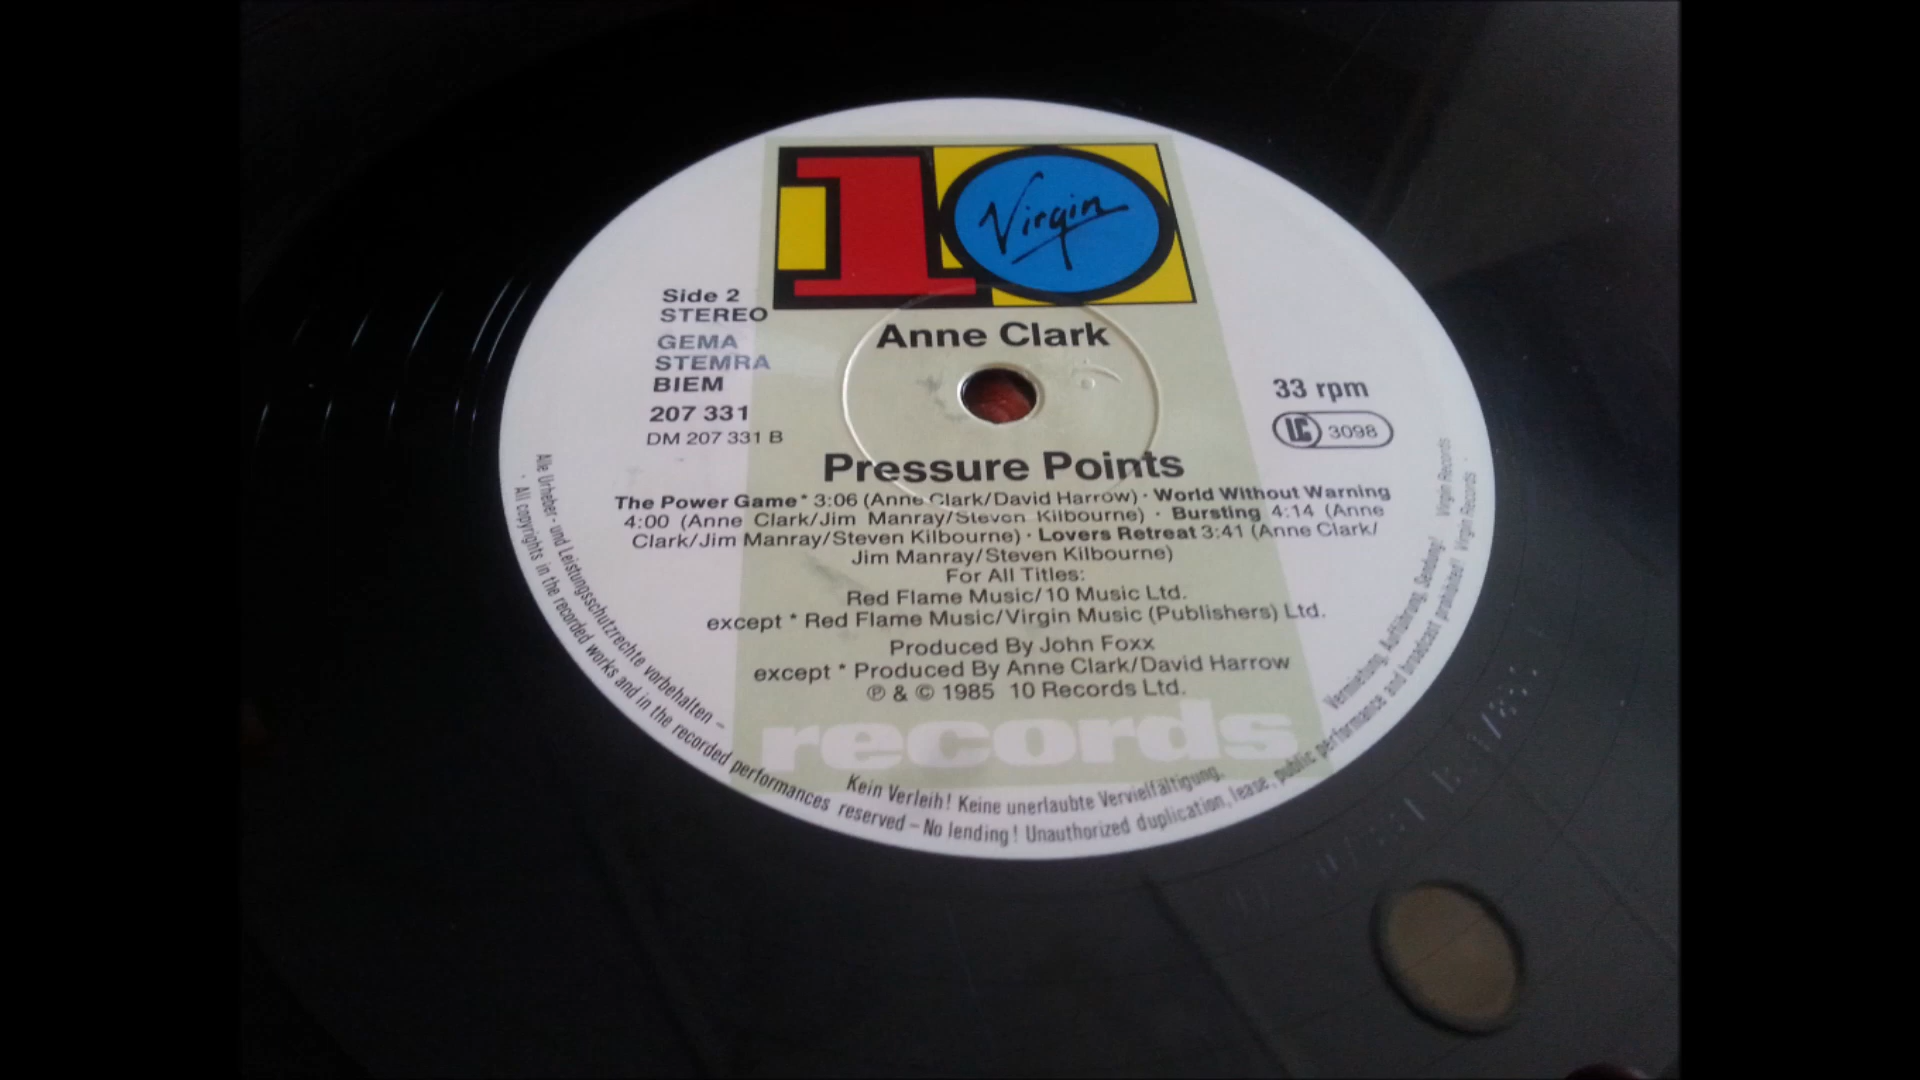 10
Virgin
Side 2
STEREO
GEMA
STEMRA
BIEM
207 331
DM 207 331 B
Anne Clark
33 rpm
LC 3098
Pressure Points
The Power Game* 3:06 (Anne Clark/David Harrow) · World Without Warning
4:00 (Anne Clark/Jim Manray/Steven Kilbourne) · Bursting 4:14 (Anne
Clark/Jim Manray/Steven Kilbourne) · Lovers Retreat 3:41 (Anne Clark/
Jim Manray/Steven Kilbourne)
For All Titles:
Red Flame Music/10 Music Ltd.
except * Red Flame Music/Virgin Music (Publishers) Ltd.
Produced By John Foxx
except * Produced By Anne Clark/David Harrow
℗ & © 1985 10 Records Ltd.
records
Alle Urheber- und Leistungsschutzrechte vorbehalten – Kein Verleih! Keine unerlaubte Vervielfältigung, Vermietung, Aufführung, Sendung! Virgin Records
· All copyrights in the recorded works and in the recorded performances reserved – No lending! Unauthorized duplication, lease, public performance and broadcast prohibited! Virgin Records ·